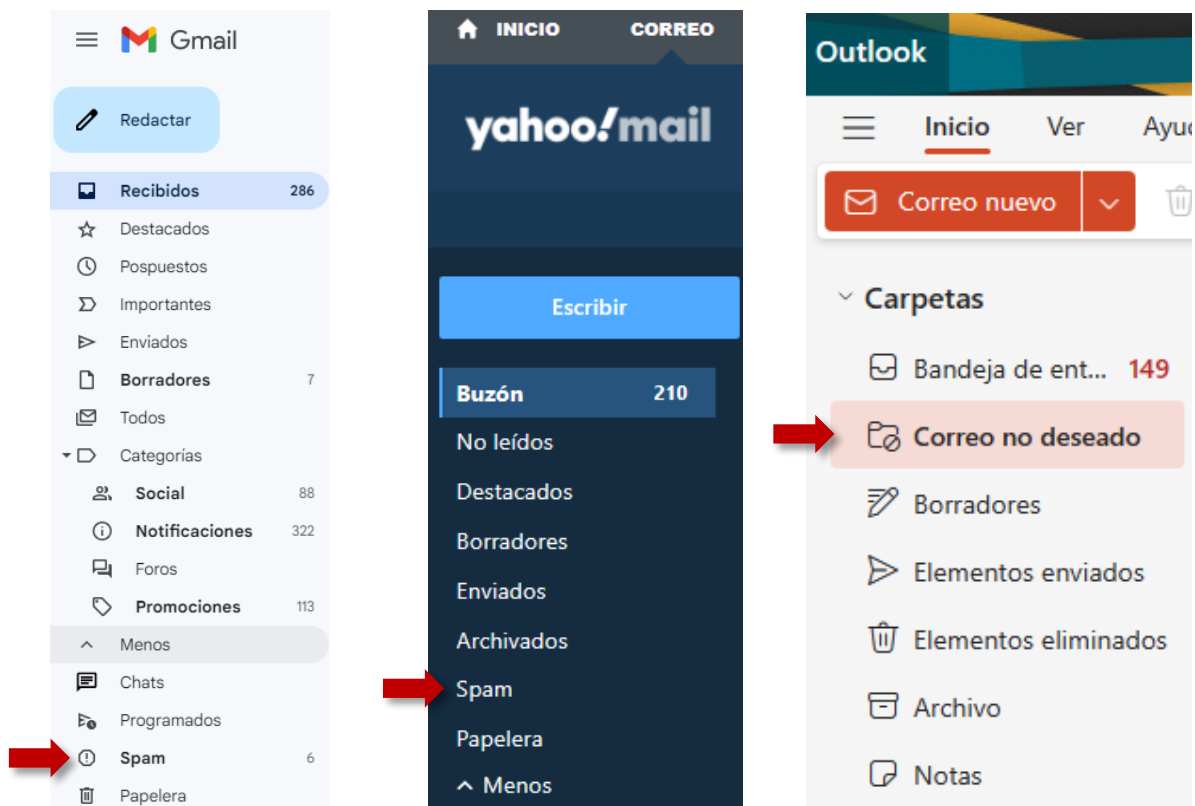 Gmail
Redactar
Recibidos 286
Destacados
Pospuestos
Importantes
Enviados
Borradores 7
Todos
Categorías
Social 88
Notificaciones 322
Foros
Promociones 113
Menos
Chats
Programados
Spam 6
Papelera
INICIO CORREO
yahoo!mail
Escribir
Buzón 210
No leídos
Destacados
Borradores
Enviados
Archivados
Spam
Papelera
Menos
Outlook
Inicio Ver Ayud
Correo nuevo
Carpetas
Bandeja de ent... 149
Correo no deseado
Borradores
Elementos enviados
Elementos eliminados
Archivo
Notas